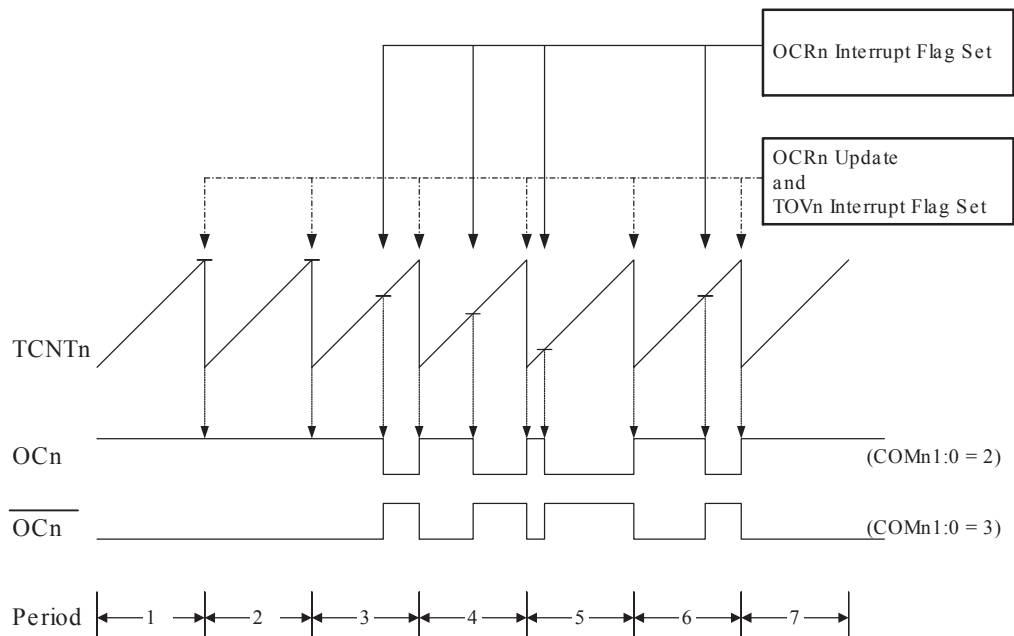 OCRn Interrupt Flag Set
OCRn Update
and
TOVn Interrupt Flag Set
TCNTn
OCn
(COMn1:0 = 2)
OCn
(COMn1:0 = 3)
Period 1 2 3 4 5 6 7